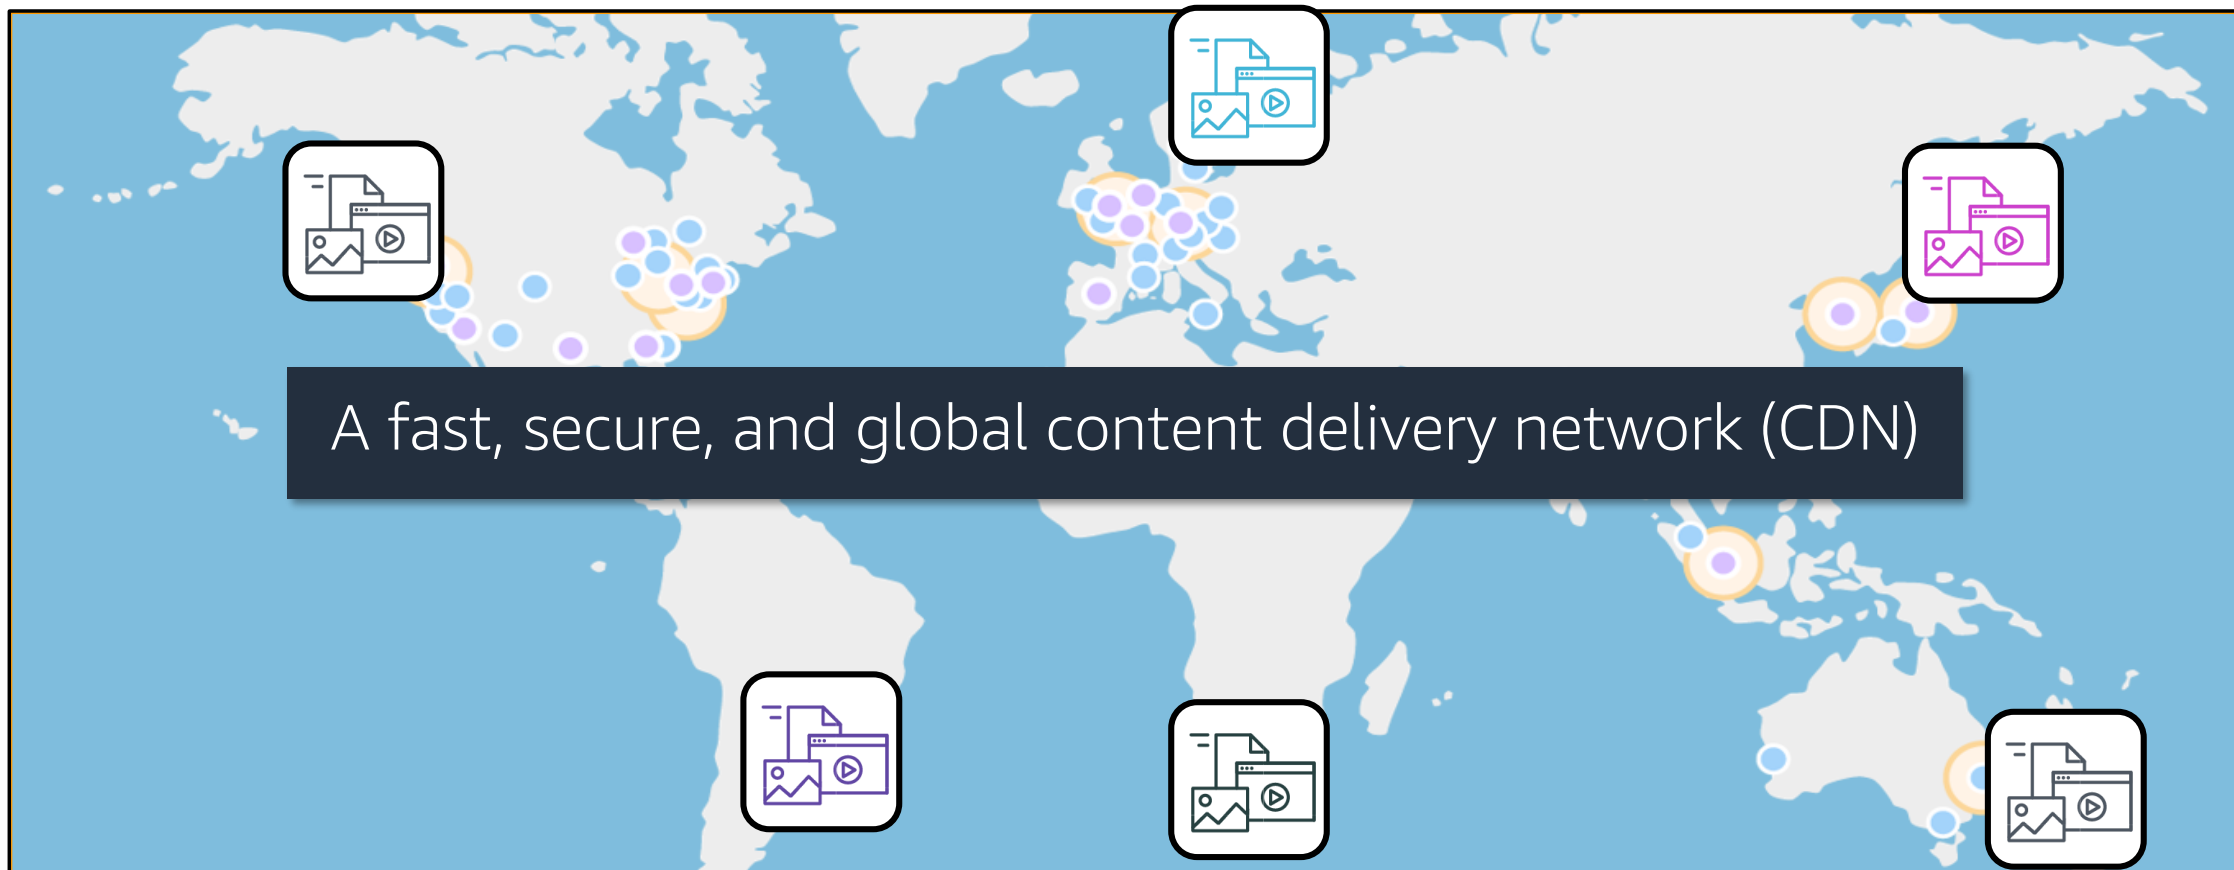 A fast, secure, and global content delivery network (CDN)